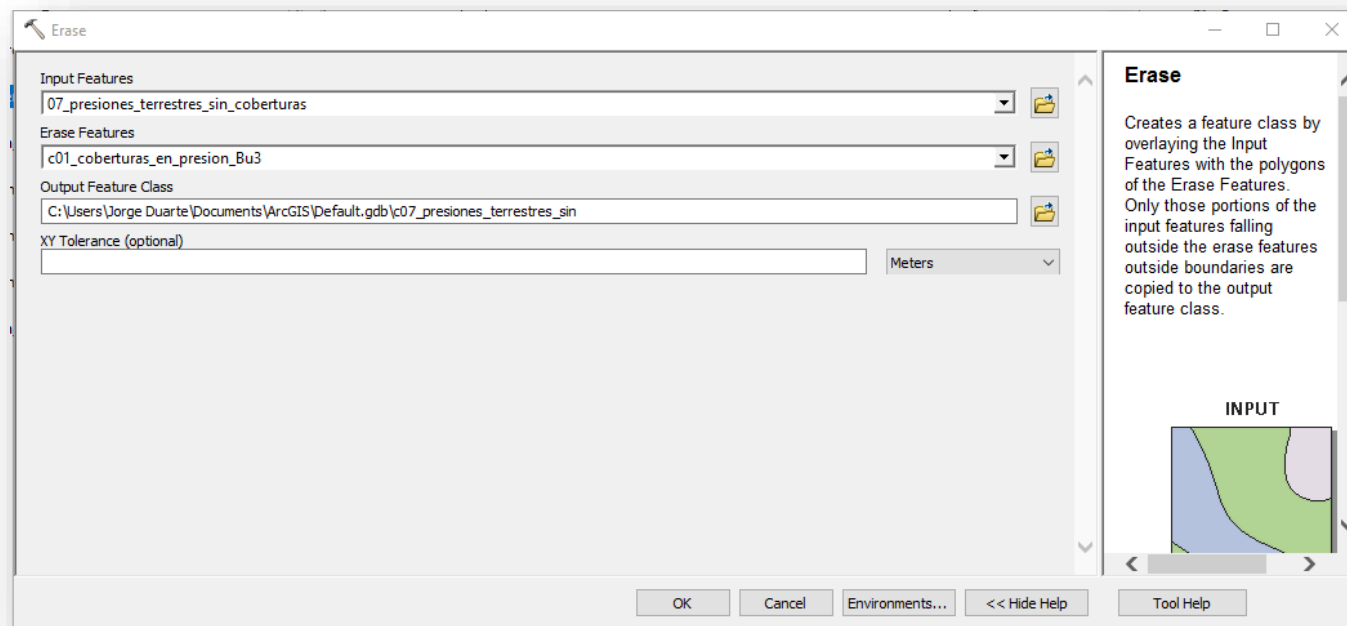 Erase
Input Features
07_presiones_terrestres_sin_coberturas
Erase Features
c01_coberturas_en_presion_Bu3
Output Feature Class
C:\Users\Jorge Duarte\Documents\ArcGIS\Default.gdb\c07_presiones_terrestres_sin
XY Tolerance (optional)
Meters
OK
Cancel
Environments...
<< Hide Help
Tool Help
Erase
Creates a feature class by
overlaying the Input
Features with the polygons
of the Erase Features.
Only those portions of the
input features falling
outside the erase features
outside boundaries are
copied to the output
feature class.
INPUT